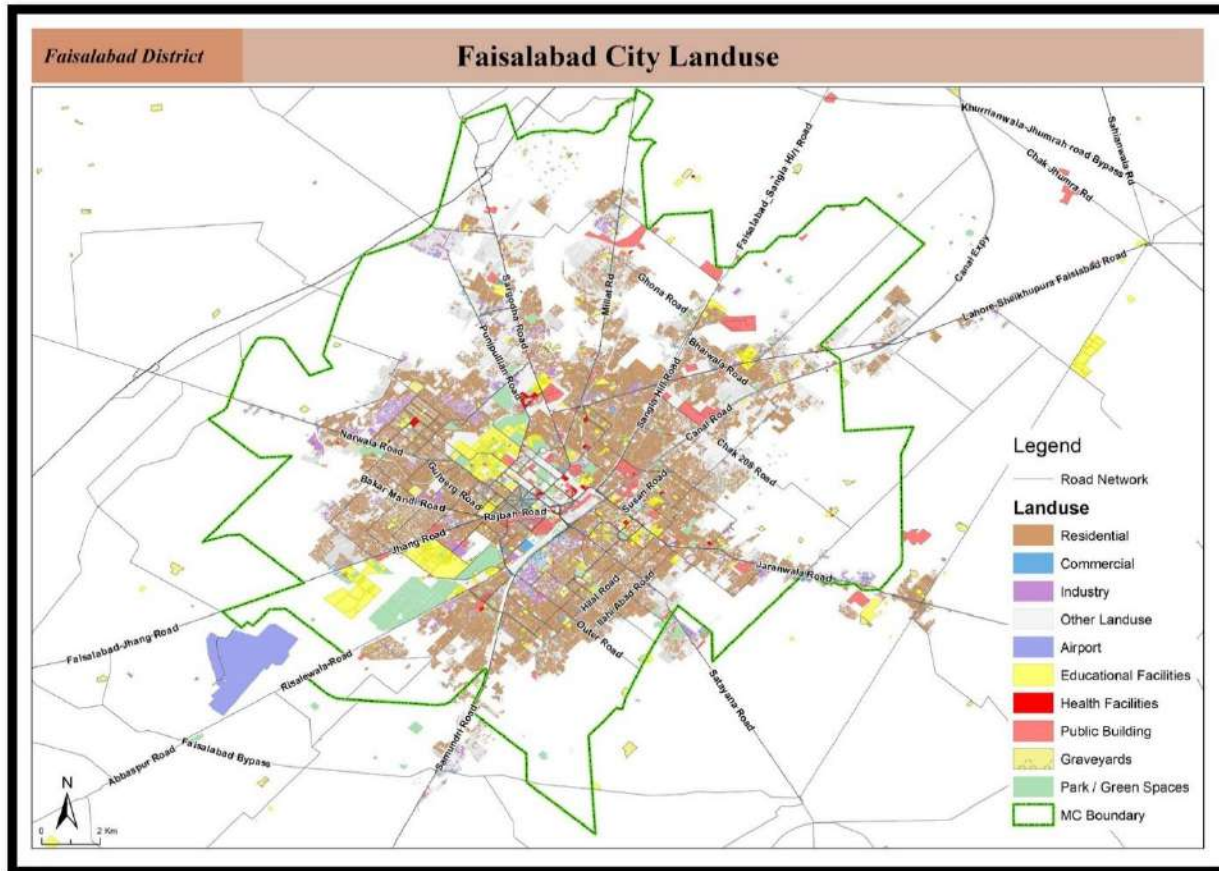 Faisalabad District
Faisalabad City Landuse
Khurrianwala-Jhumrah road Bypass
Sahianwala Rd
Chak Jhumra Rd
Faisalabad_Sangla Hill Road
Canal Expy
Lahore-Sheikhupura Faislabad Road
Ghona Road
Millat Rd
Sargodha Road
Punjpullian Road
Bhaiwala Road
Sangla Hill Road
Canal Road
Chak 208 Road
Narwala Road
Gulberg Road
Bakar Mandi Road
Rajbah Road
Susan Road
Jhang Road
Jaranwala Road
Hilal Road
Ilahi Abad Road
Outer Road
Faisalabad-Jhang Road
Risalewala-Road
Satayana Road
Samundri Road
Faisalabad Bypass
Abbaspur Road
N
0 2 Km
Legend
Road Network
Landuse
Residential
Commercial
Industry
Other Landuse
Airport
Educational Facilities
Health Facilities
Public Building
Graveyards
Park / Green Spaces
MC Boundary